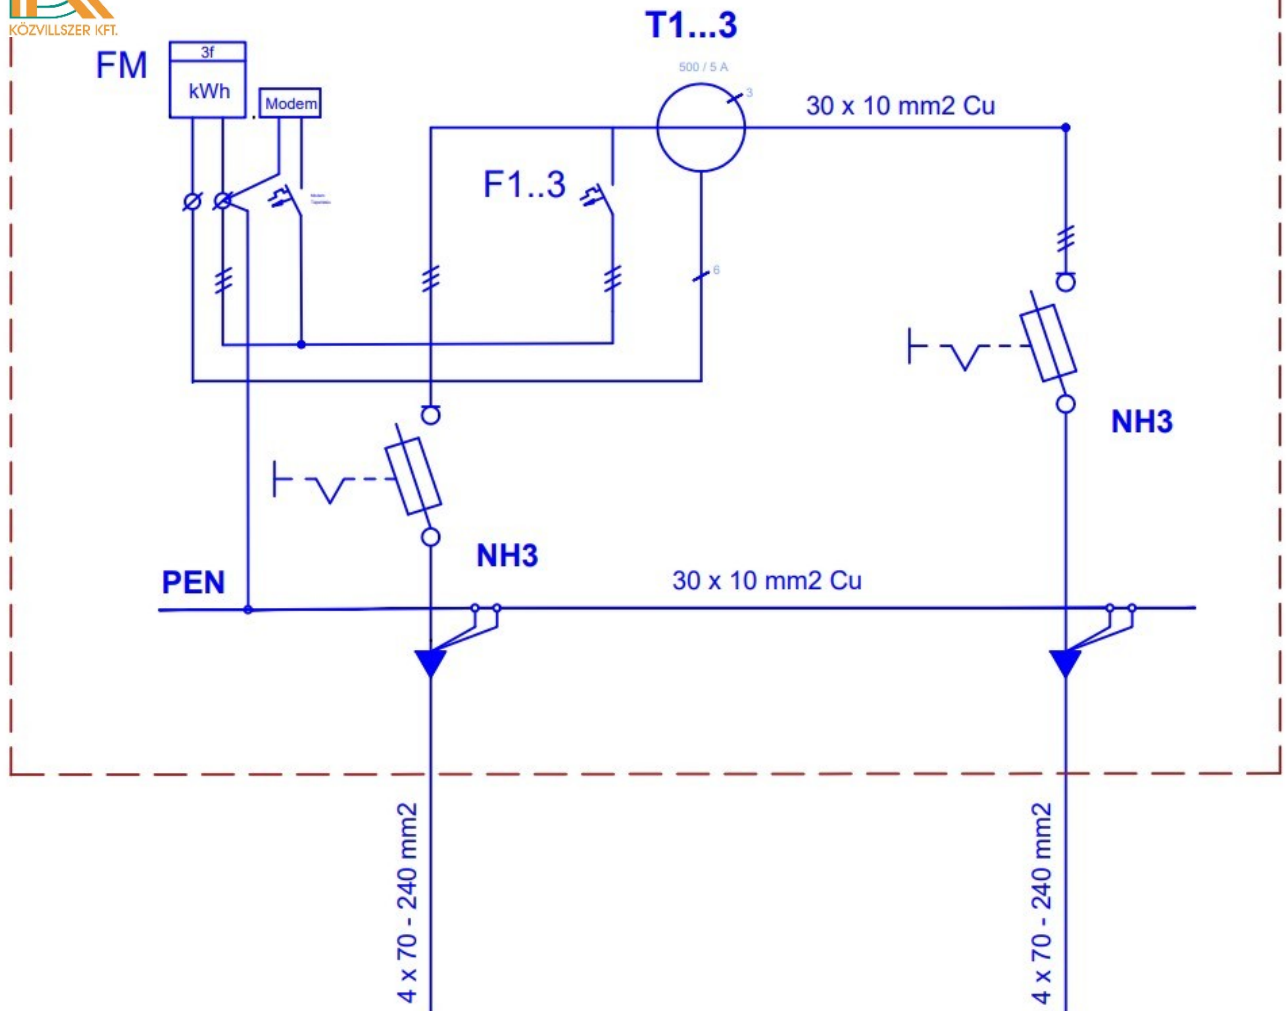 KÖZVILLSZER KFT.
T1...3
FM
3f
kWh
Modem
500 / 5 A
3
30 x 10 mm2 Cu
F1..3
6
NH3
NH3
PEN
30 x 10 mm2 Cu
4 x 70 - 240 mm2
4 x 70 - 240 mm2